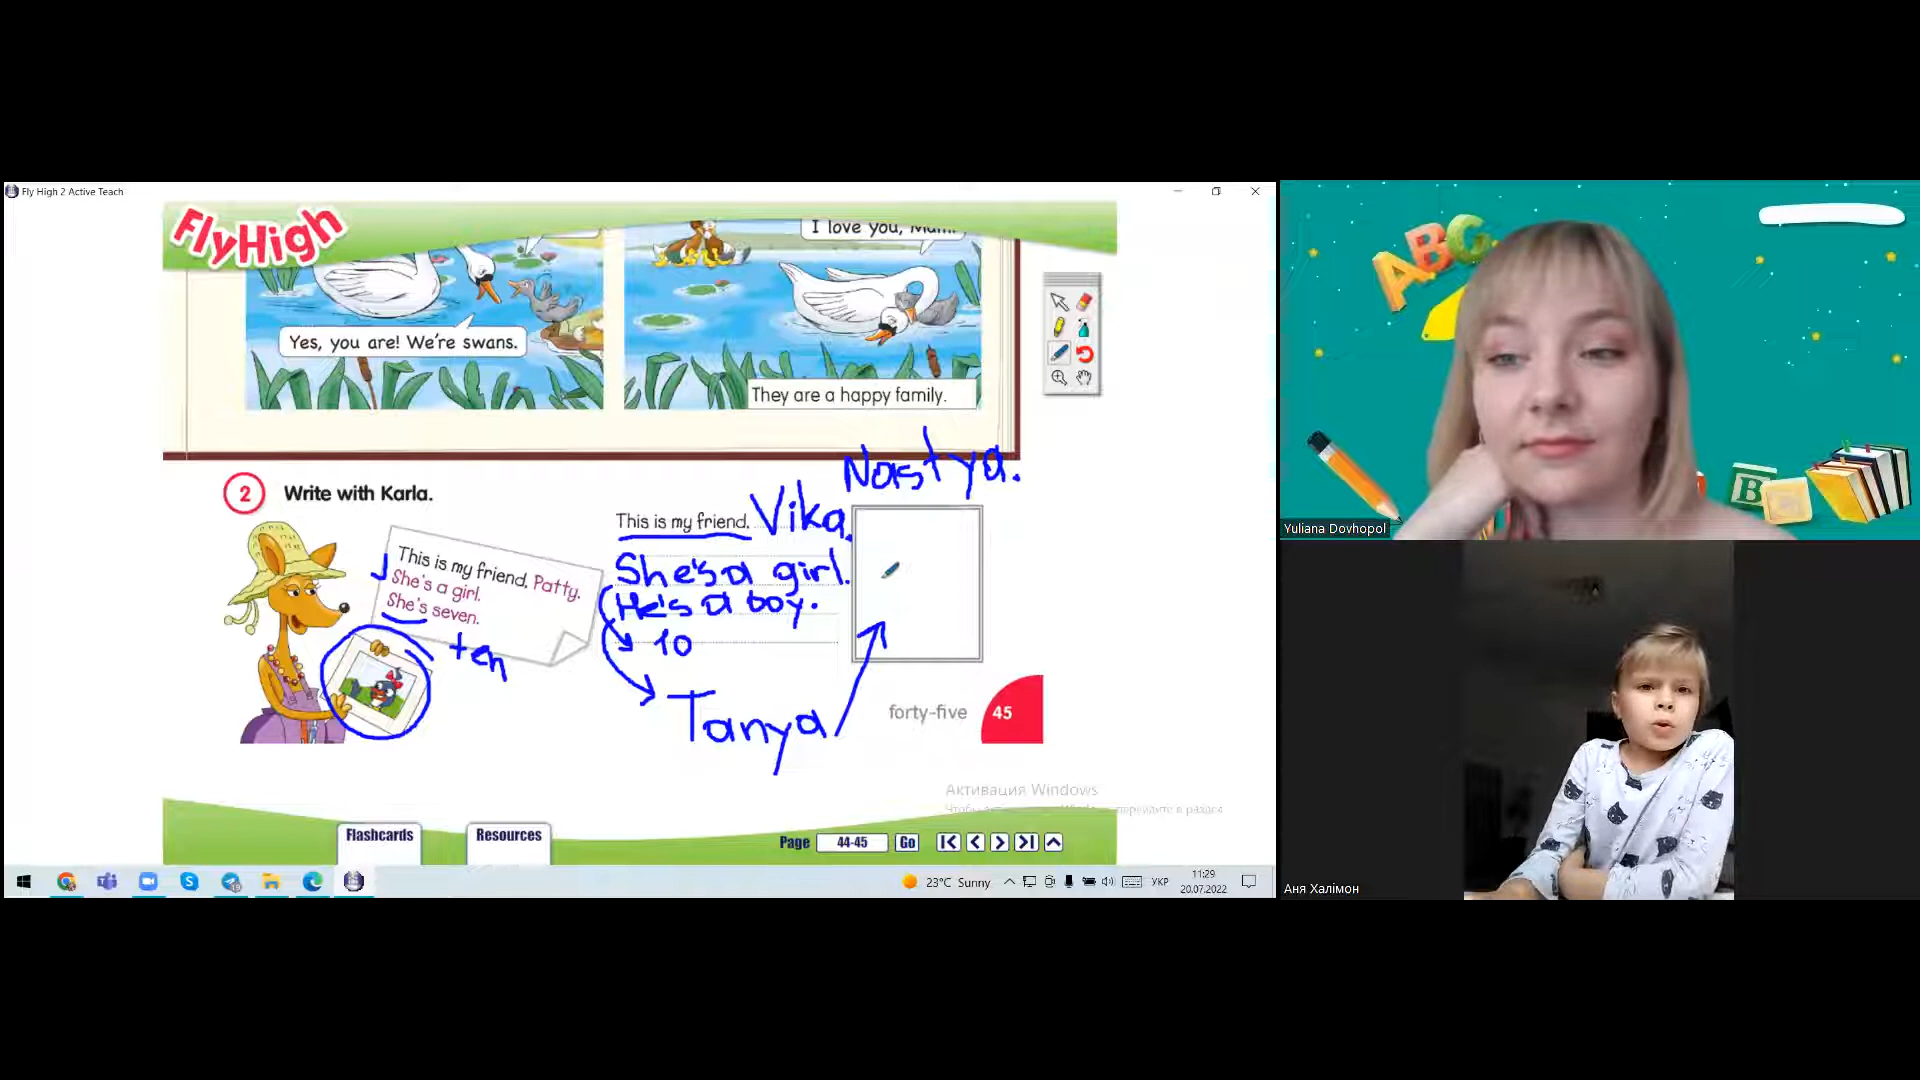 Fly High 2 Active Teach
FlyHigh
I love you, Mum.
Yes, you are! We're swans.
They are a happy family.
Nastya.
2 Write with Karla.
This is my friend. Vika.
She's a girl.
He's a boy.
10
Tanya
This is my friend. Patty.
She's a girl.
She's seven.
ten
forty-five 45
Активация Windows
Flashcards
Resources
Page 44-45 Go
23°C Sunny
УКР
11:29
20.07.2022
ABC
B
Yuliana Dovhopol
Аня Халімон